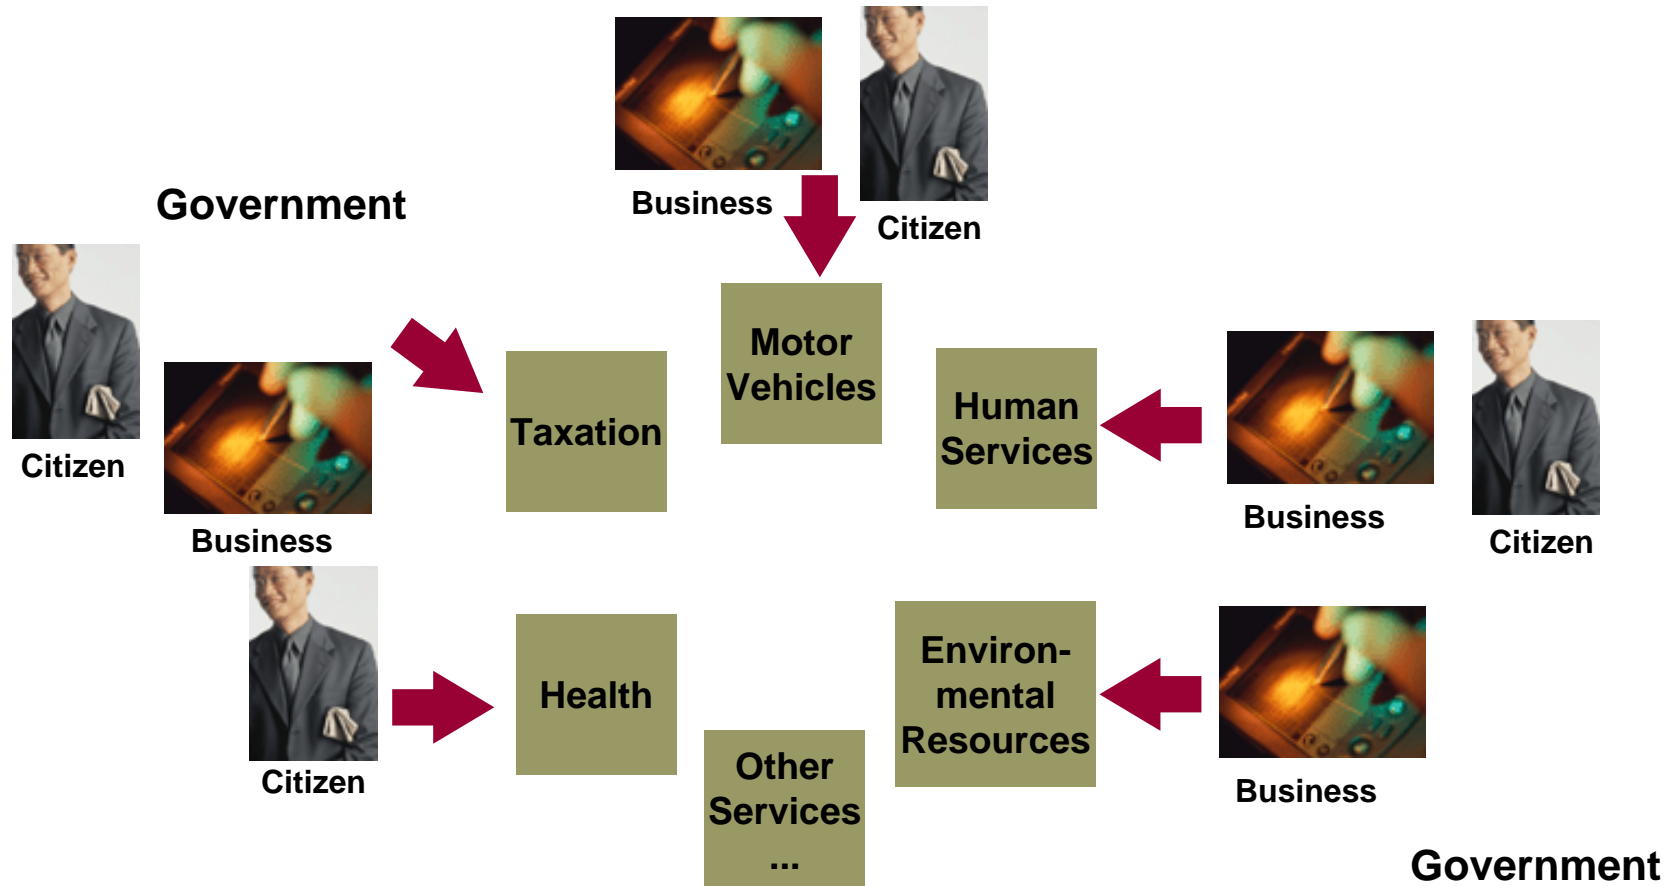 Business
Citizen
Government
Citizen
Business
Taxation
Motor
Vehicles
Human
Services
Business
Citizen
Citizen
Health
Other
Services
...
Environ-
mental
Resources
Business
Government